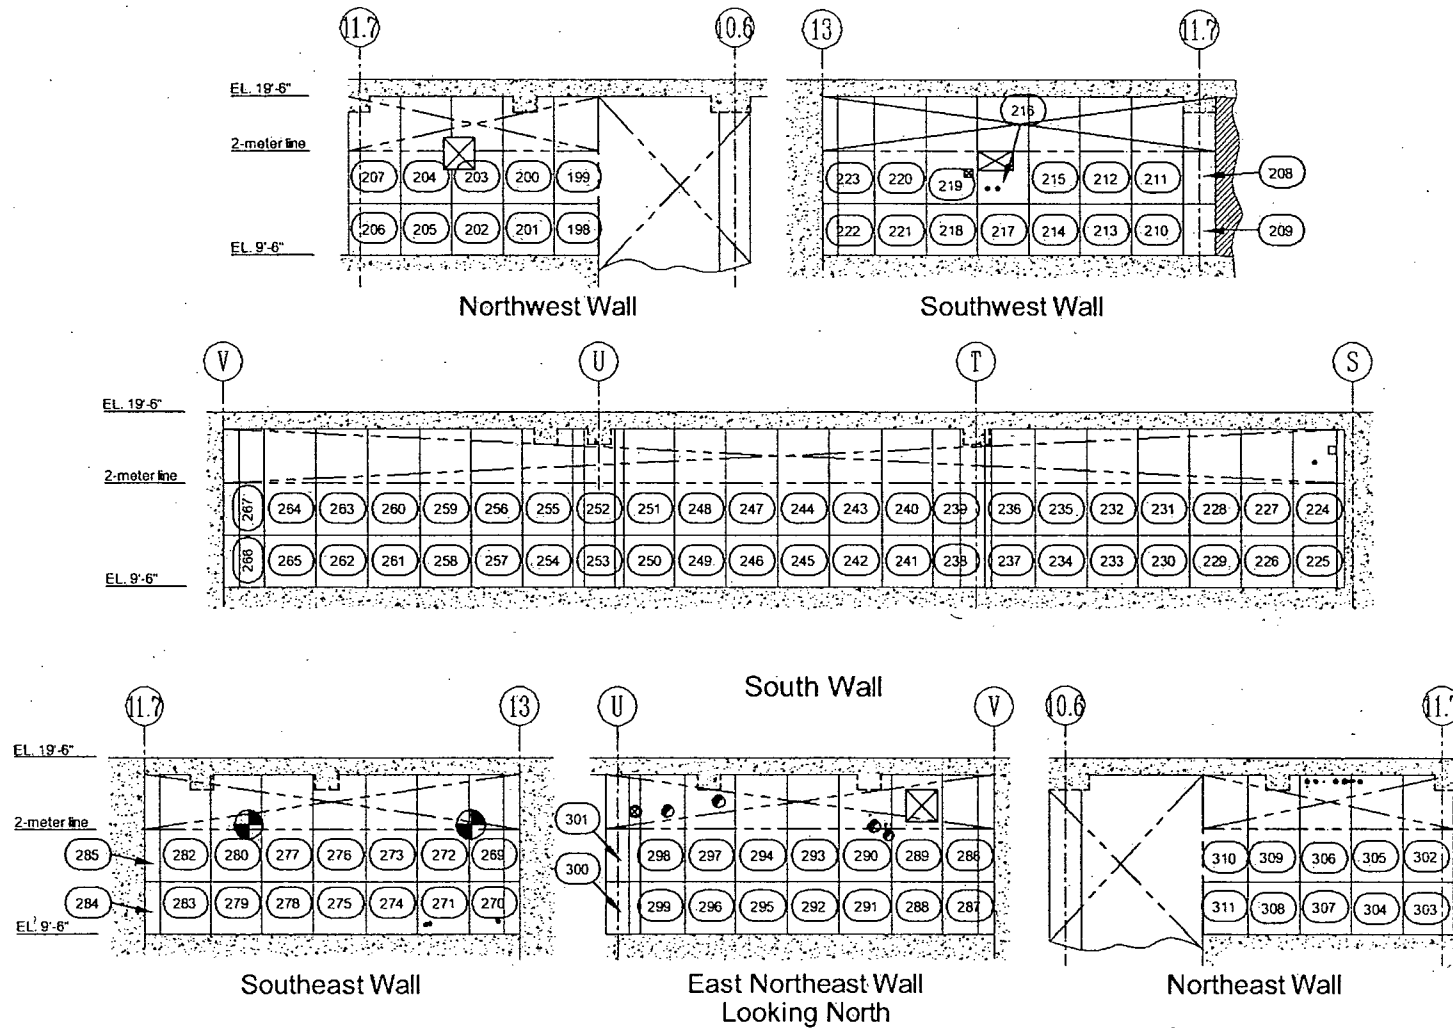 11.7 10.6 13 11.7
EL. 19'-6"
2-meter line
216
207 204 203 200 199 223 220 219 215 212 211 208
206 205 202 201 198 222 221 218 217 214 213 210 209
EL. 9'-6"
Northwest Wall Southwest Wall
V U T S
EL. 19'-6"
2-meter line
267 264 263 260 259 256 255 252 251 248 247 244 243 240 239 236 235 232 231 228 227 224
266 265 262 261 258 257 254 253 250 249 246 245 242 241 238 237 234 233 230 229 226 225
EL. 9'-6"
South Wall
11.7 13 U V 10.6 11.7
EL. 19'-6"
2-meter line
285 282 280 277 276 273 272 269 301 298 297 294 293 290 289 286 310 309 306 305 302
284 283 279 278 275 274 271 270 300 299 296 295 292 291 288 287 311 308 307 304 303
EL. 9'-6"
Southeast Wall East Northeast Wall Northeast Wall
Looking North